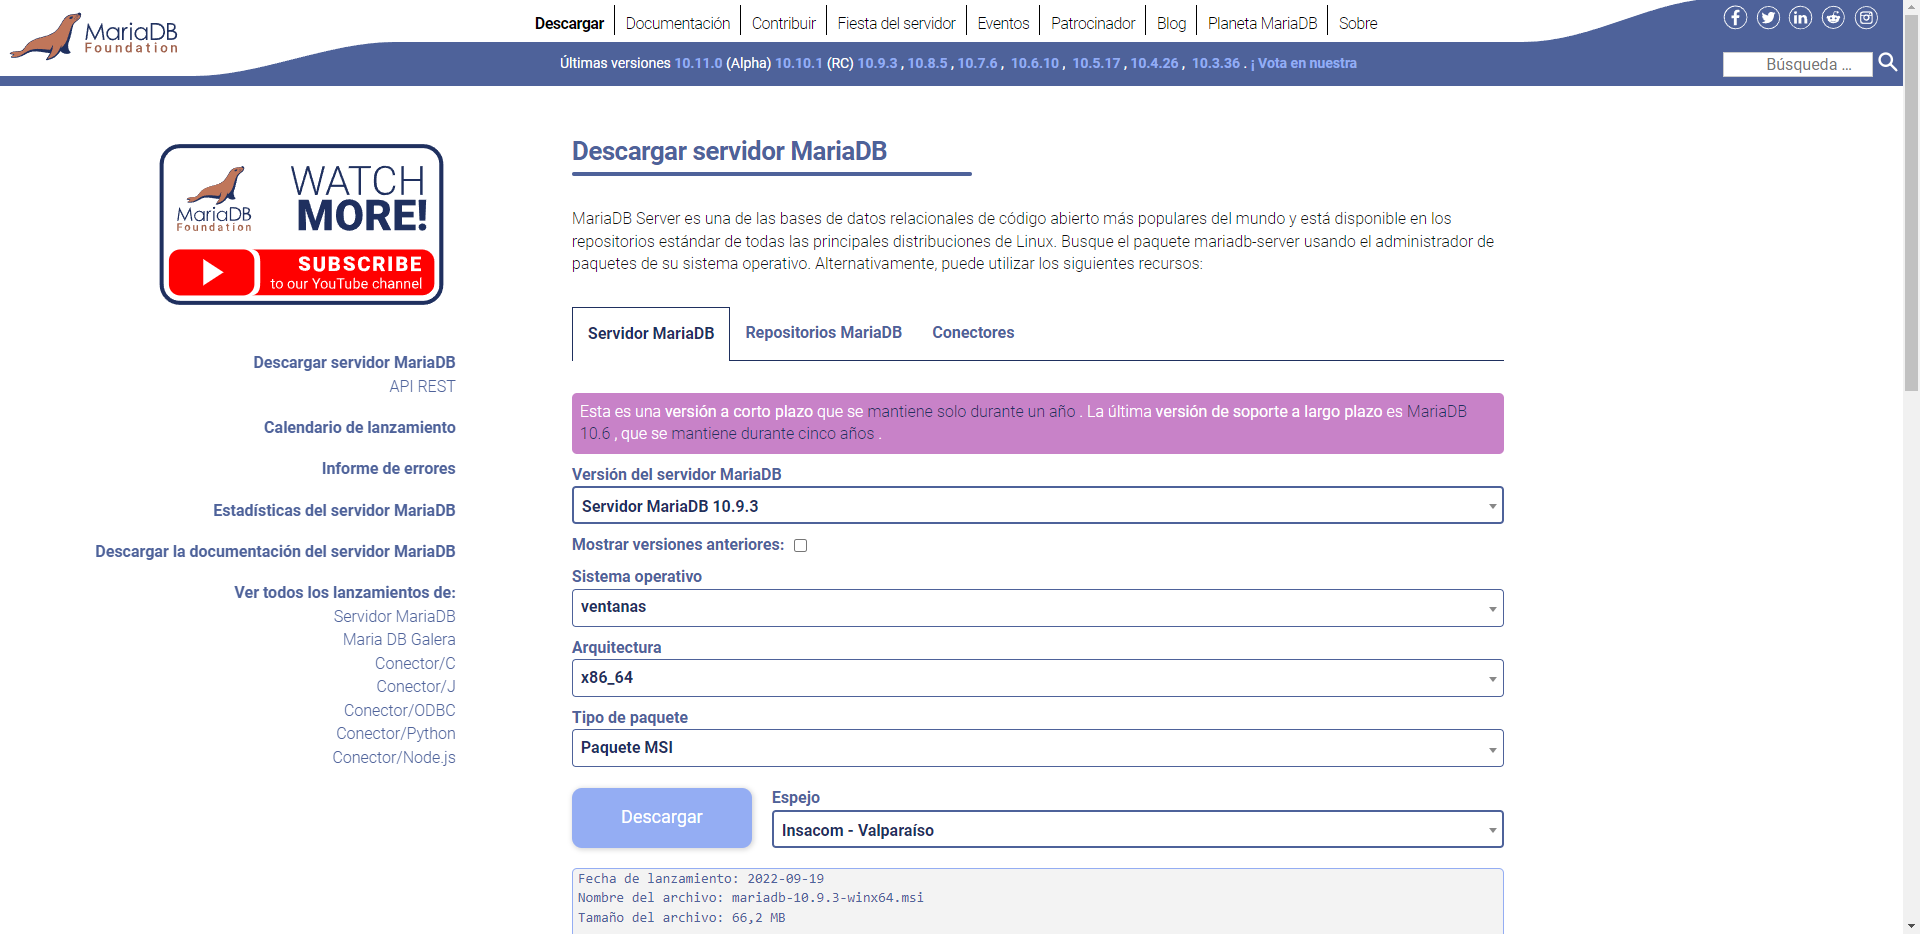 MariaDB
Foundation
Descargar
Documentación
Contribuir
Fiesta del servidor
Eventos
Patrocinador
Blog
Planeta MariaDB
Sobre
Últimas versiones 10.11.0 (Alpha) 10.10.1 (RC) 10.9.3 , 10.8.5 , 10.7.6 , 10.6.10 , 10.5.17 , 10.4.26 , 10.3.36 . ¡ Vota en nuestra
Búsqueda ...
MariaDB
Foundation
WATCH
MORE!
SUBSCRIBE
to our YouTube channel
Descargar servidor MariaDB
API REST
Calendario de lanzamiento
Informe de errores
Estadísticas del servidor MariaDB
Descargar la documentación del servidor MariaDB
Ver todos los lanzamientos de:
Servidor MariaDB
Maria DB Galera
Conector/C
Conector/J
Conector/ODBC
Conector/Python
Conector/Node.js
Descargar servidor MariaDB
MariaDB Server es una de las bases de datos relacionales de código abierto más populares del mundo y está disponible en los
repositorios estándar de todas las principales distribuciones de Linux. Busque el paquete mariadb-server usando el administrador de
paquetes de su sistema operativo. Alternativamente, puede utilizar los siguientes recursos:
Servidor MariaDB
Repositorios MariaDB
Conectores
Esta es una versión a corto plazo que se mantiene solo durante un año . La última versión de soporte a largo plazo es MariaDB
10.6 , que se mantiene durante cinco años .
Versión del servidor MariaDB
Servidor MariaDB 10.9.3
Mostrar versiones anteriores:
Sistema operativo
ventanas
Arquitectura
x86_64
Tipo de paquete
Paquete MSI
Descargar
Espejo
Insacom - Valparaíso
Fecha de lanzamiento: 2022-09-19
Nombre del archivo: mariadb-10.9.3-winx64.msi
Tamaño del archivo: 66,2 MB